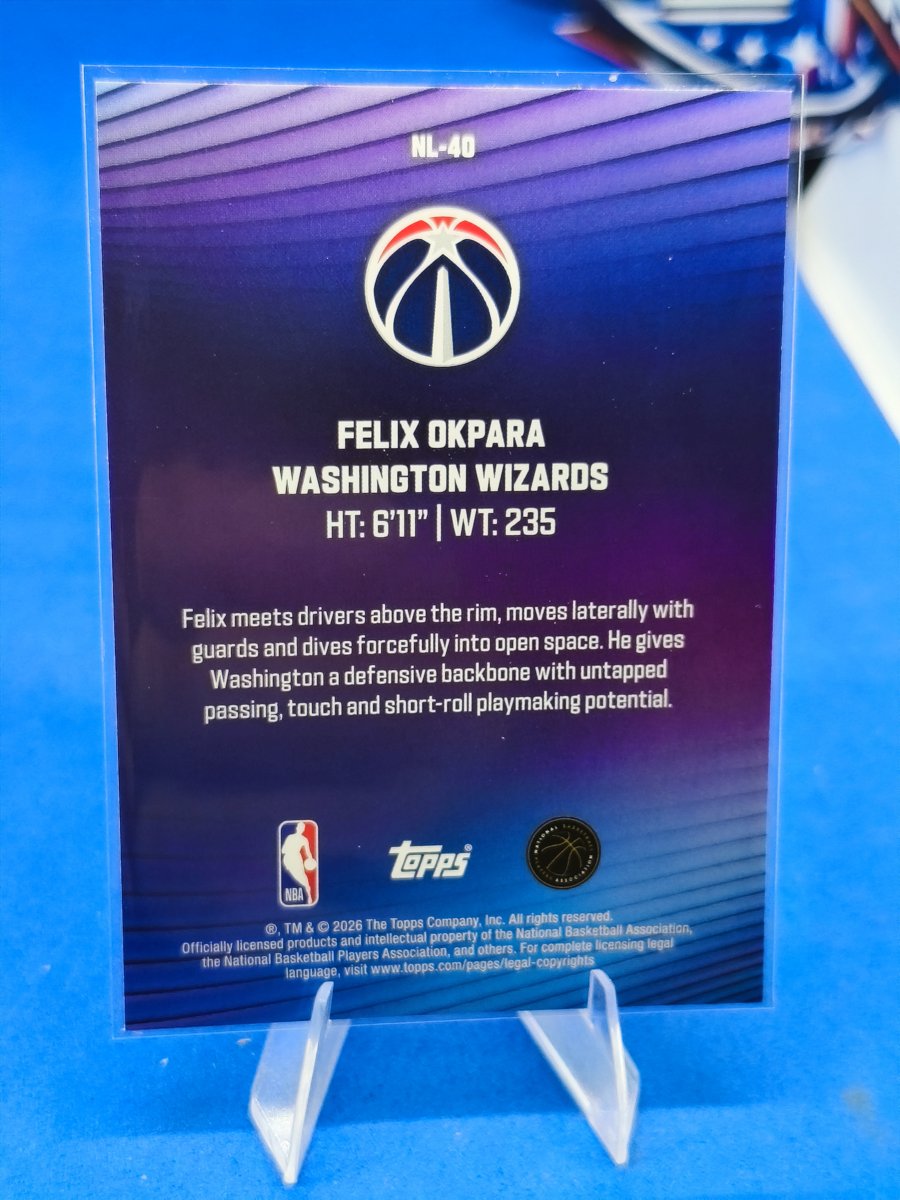 NL-40
FELIX OKPARA
WASHINGTON WIZARDS
HT: 6'11" | WT: 235
Felix meets drivers above the rim, moves laterally with
guards and dives forcefully into open space. He gives
Washington a defensive backbone with untapped
passing, touch and short-roll playmaking potential.
NBA
Topps®
NATIONAL BASKETBALL
PLAYERS ASSOCIATION
®, TM & © 2026 The Topps Company, Inc. All rights reserved.
Officially licensed products and intellectual property of the National Basketball Association,
the National Basketball Players Association, and others. For complete licensing legal
language, visit www.topps.com/pages/legal-copyrights